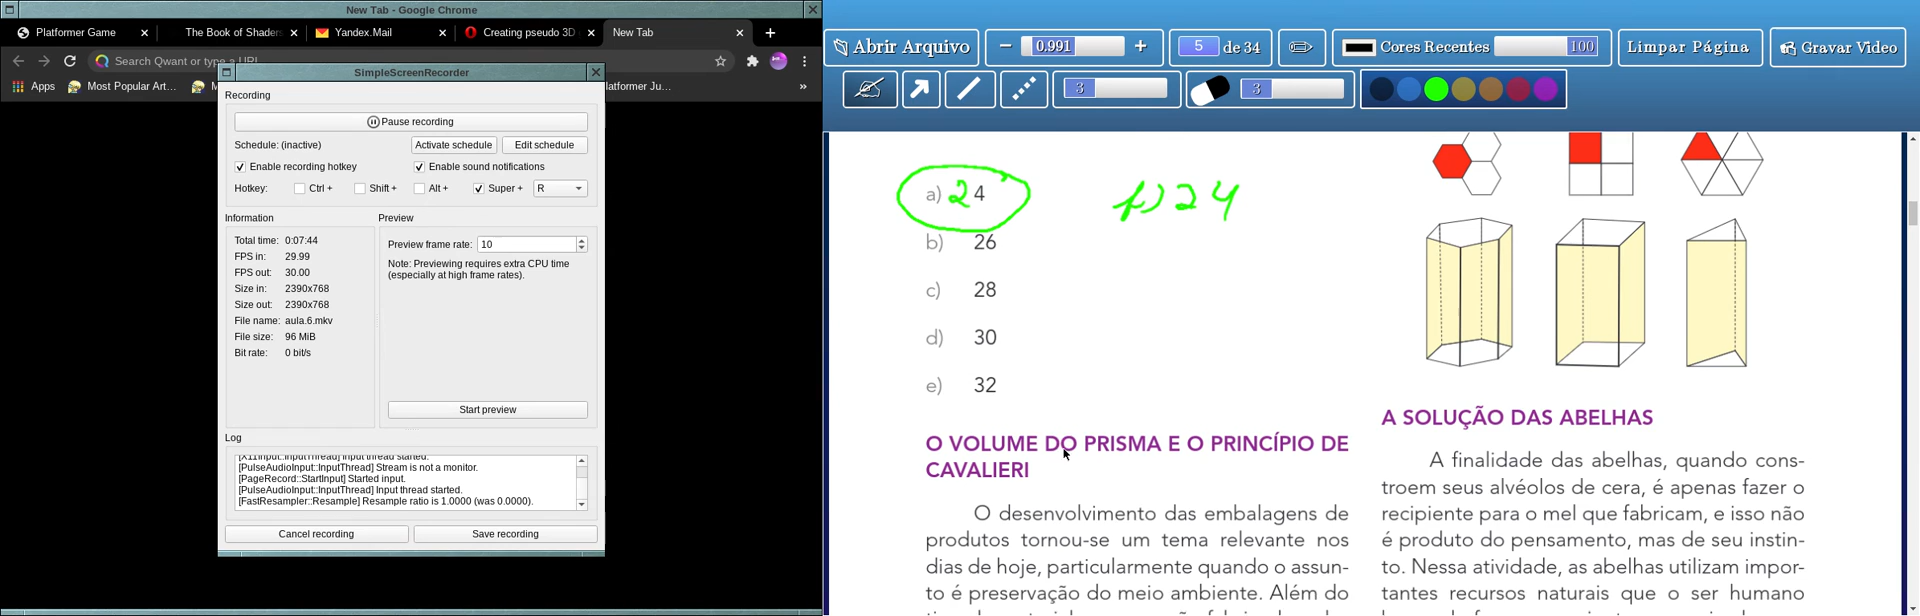 New Tab - Google Chrome
Platformer Game
The Book of Shaders
Yandex.Mail
Creating pseudo 3D
New Tab
Search Qwant or type a URL
Apps
Most Popular Art...
M
latformer Ju...
»
SimpleScreenRecorder
Recording
Pause recording
Schedule: (inactive)
Activate schedule
Edit schedule
Enable recording hotkey
Enable sound notifications
Hotkey: Ctrl + Shift + Alt + Super + R
Information
Total time: 0:07:44
FPS in: 29.99
FPS out: 30.00
Size in: 2390x768
Size out: 2390x768
File name: aula.6.mkv
File size: 96 MiB
Bit rate: 0 bit/s
Preview
Preview frame rate: 10
Note: Previewing requires extra CPU time
(especially at high frame rates).
Start preview
Log
[X11Input::InputThread] Input thread started.
[PulseAudioInput::InputThread] Stream is not a monitor.
[PageRecord::StartInput] Started input.
[PulseAudioInput::InputThread] Input thread started.
[FastResampler::Resample] Resample ratio is 1.0000 (was 0.0000).
Cancel recording
Save recording
Abrir Arquivo
− 0.991 +
5 de 34
Cores Recentes 100
Limpar Página
Gravar Video
3
3
a) 24
24
b) 26
c) 28
d) 30
e) 32
O VOLUME DO PRISMA E O PRINCÍPIO DE
CAVALIERI
O desenvolvimento das embalagens de
produtos tornou-se um tema relevante nos
dias de hoje, particularmente quando o assun-
to é preservação do meio ambiente. Além do
A SOLUÇÃO DAS ABELHAS
A finalidade das abelhas, quando cons-
troem seus alvéolos de cera, é apenas fazer o
recipiente para o mel que fabricam, e isso não
é produto do pensamento, mas de seu instin-
to. Nessa atividade, as abelhas utilizam impor-
tantes recursos naturais que o ser humano